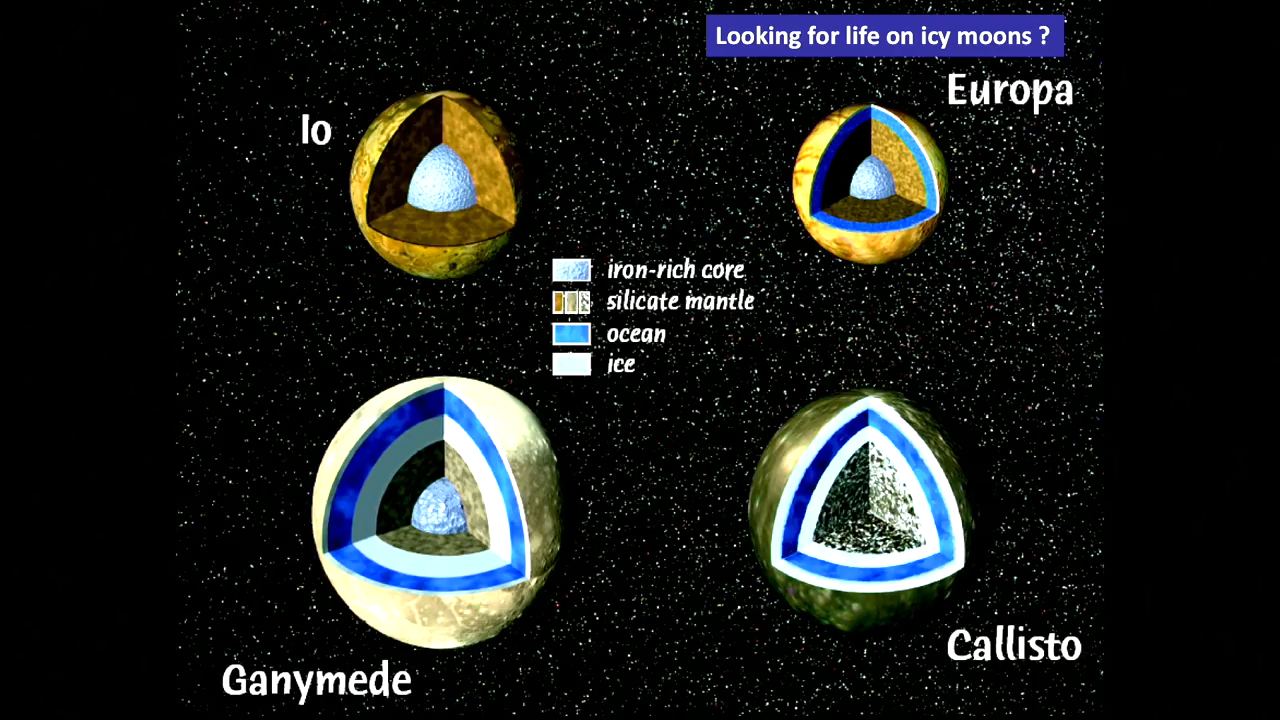 Looking for life on icy moons ?
Io
Europa
iron-rich core
silicate mantle
ocean
ice
Ganymede
Callisto